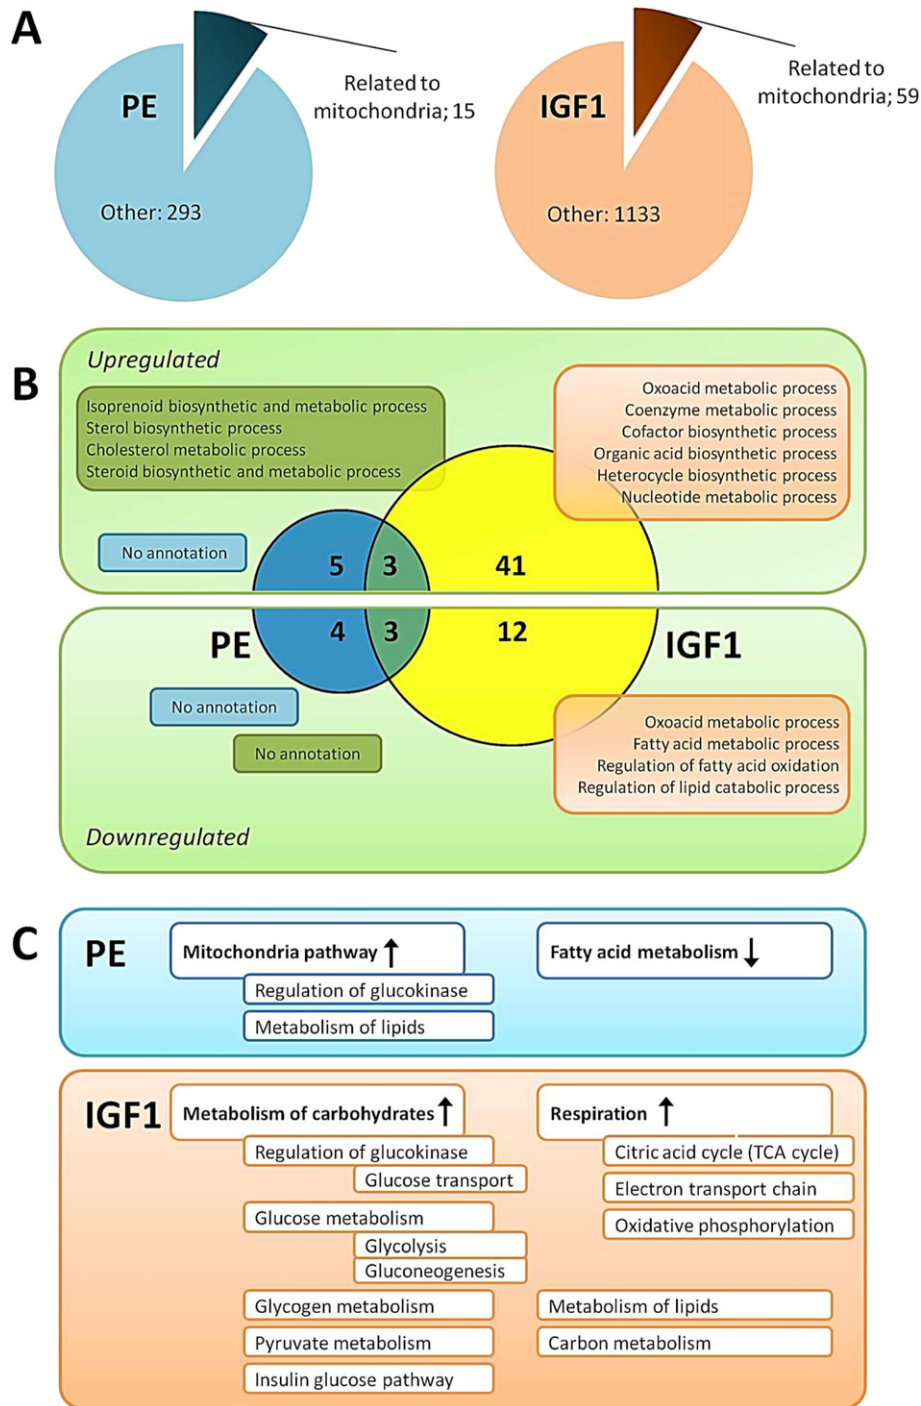 A
PE
Related to
mitochondria; 15
Other: 293
IGF1
Related to
mitochondria; 59
Other: 1133
B
Upregulated
Isoprenoid biosynthetic and metabolic process
Sterol biosynthetic process
Cholesterol metabolic process
Steroid biosynthetic and metabolic process
Oxoacid metabolic process
Coenzyme metabolic process
Cofactor biosynthetic process
Organic acid biosynthetic process
Heterocycle biosynthetic process
Nucleotide metabolic process
No annotation
5
3
41
PE
4
3
12
IGF1
No annotation
No annotation
Oxoacid metabolic process
Fatty acid metabolic process
Regulation of fatty acid oxidation
Regulation of lipid catabolic process
Downregulated
C
PE
Mitochondria pathway ↑
Regulation of glucokinase
Metabolism of lipids
Fatty acid metabolism ↓
IGF1
Metabolism of carbohydrates ↑
Regulation of glucokinase
Glucose transport
Glucose metabolism
Glycolysis
Gluconeogenesis
Glycogen metabolism
Pyruvate metabolism
Insulin glucose pathway
Respiration ↑
Citric acid cycle (TCA cycle)
Electron transport chain
Oxidative phosphorylation
Metabolism of lipids
Carbon metabolism